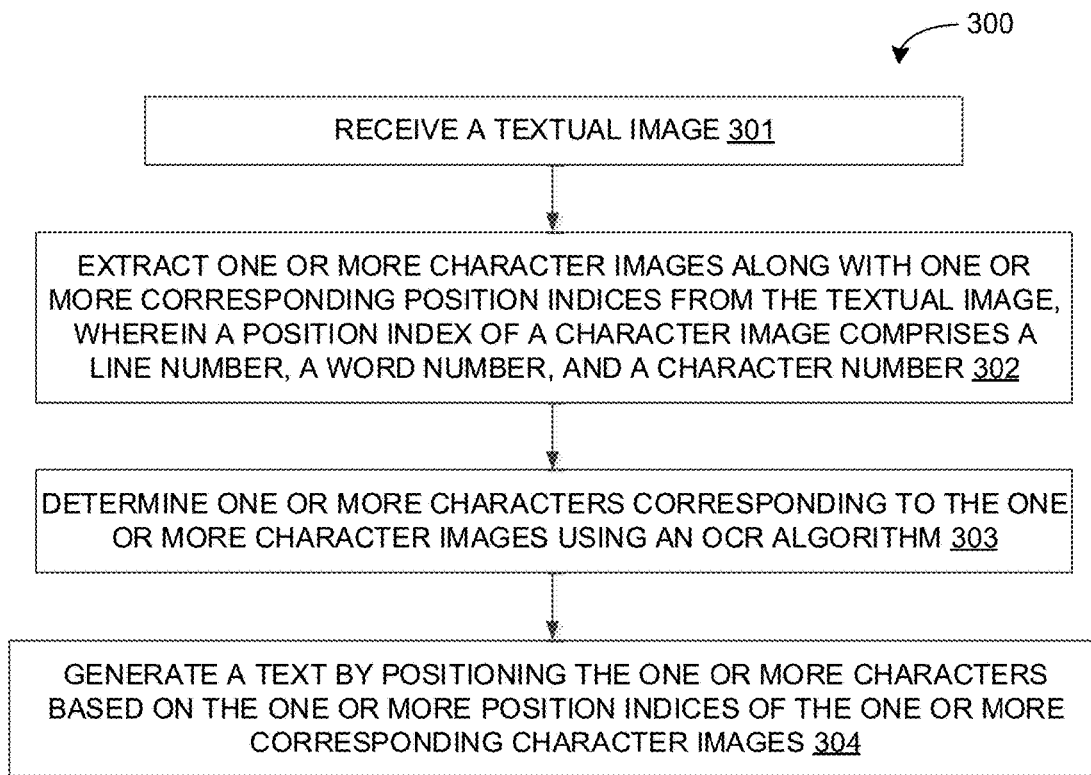 300
RECEIVE A TEXTUAL IMAGE 301
EXTRACT ONE OR MORE CHARACTER IMAGES ALONG WITH ONE OR
MORE CORRESPONDING POSITION INDICES FROM THE TEXTUAL IMAGE,
WHEREIN A POSITION INDEX OF A CHARACTER IMAGE COMPRISES A
LINE NUMBER, A WORD NUMBER, AND A CHARACTER NUMBER 302
DETERMINE ONE OR MORE CHARACTERS CORRESPONDING TO THE ONE
OR MORE CHARACTER IMAGES USING AN OCR ALGORITHM 303
GENERATE A TEXT BY POSITIONING THE ONE OR MORE CHARACTERS
BASED ON THE ONE OR MORE POSITION INDICES OF THE ONE OR MORE
CORRESPONDING CHARACTER IMAGES 304